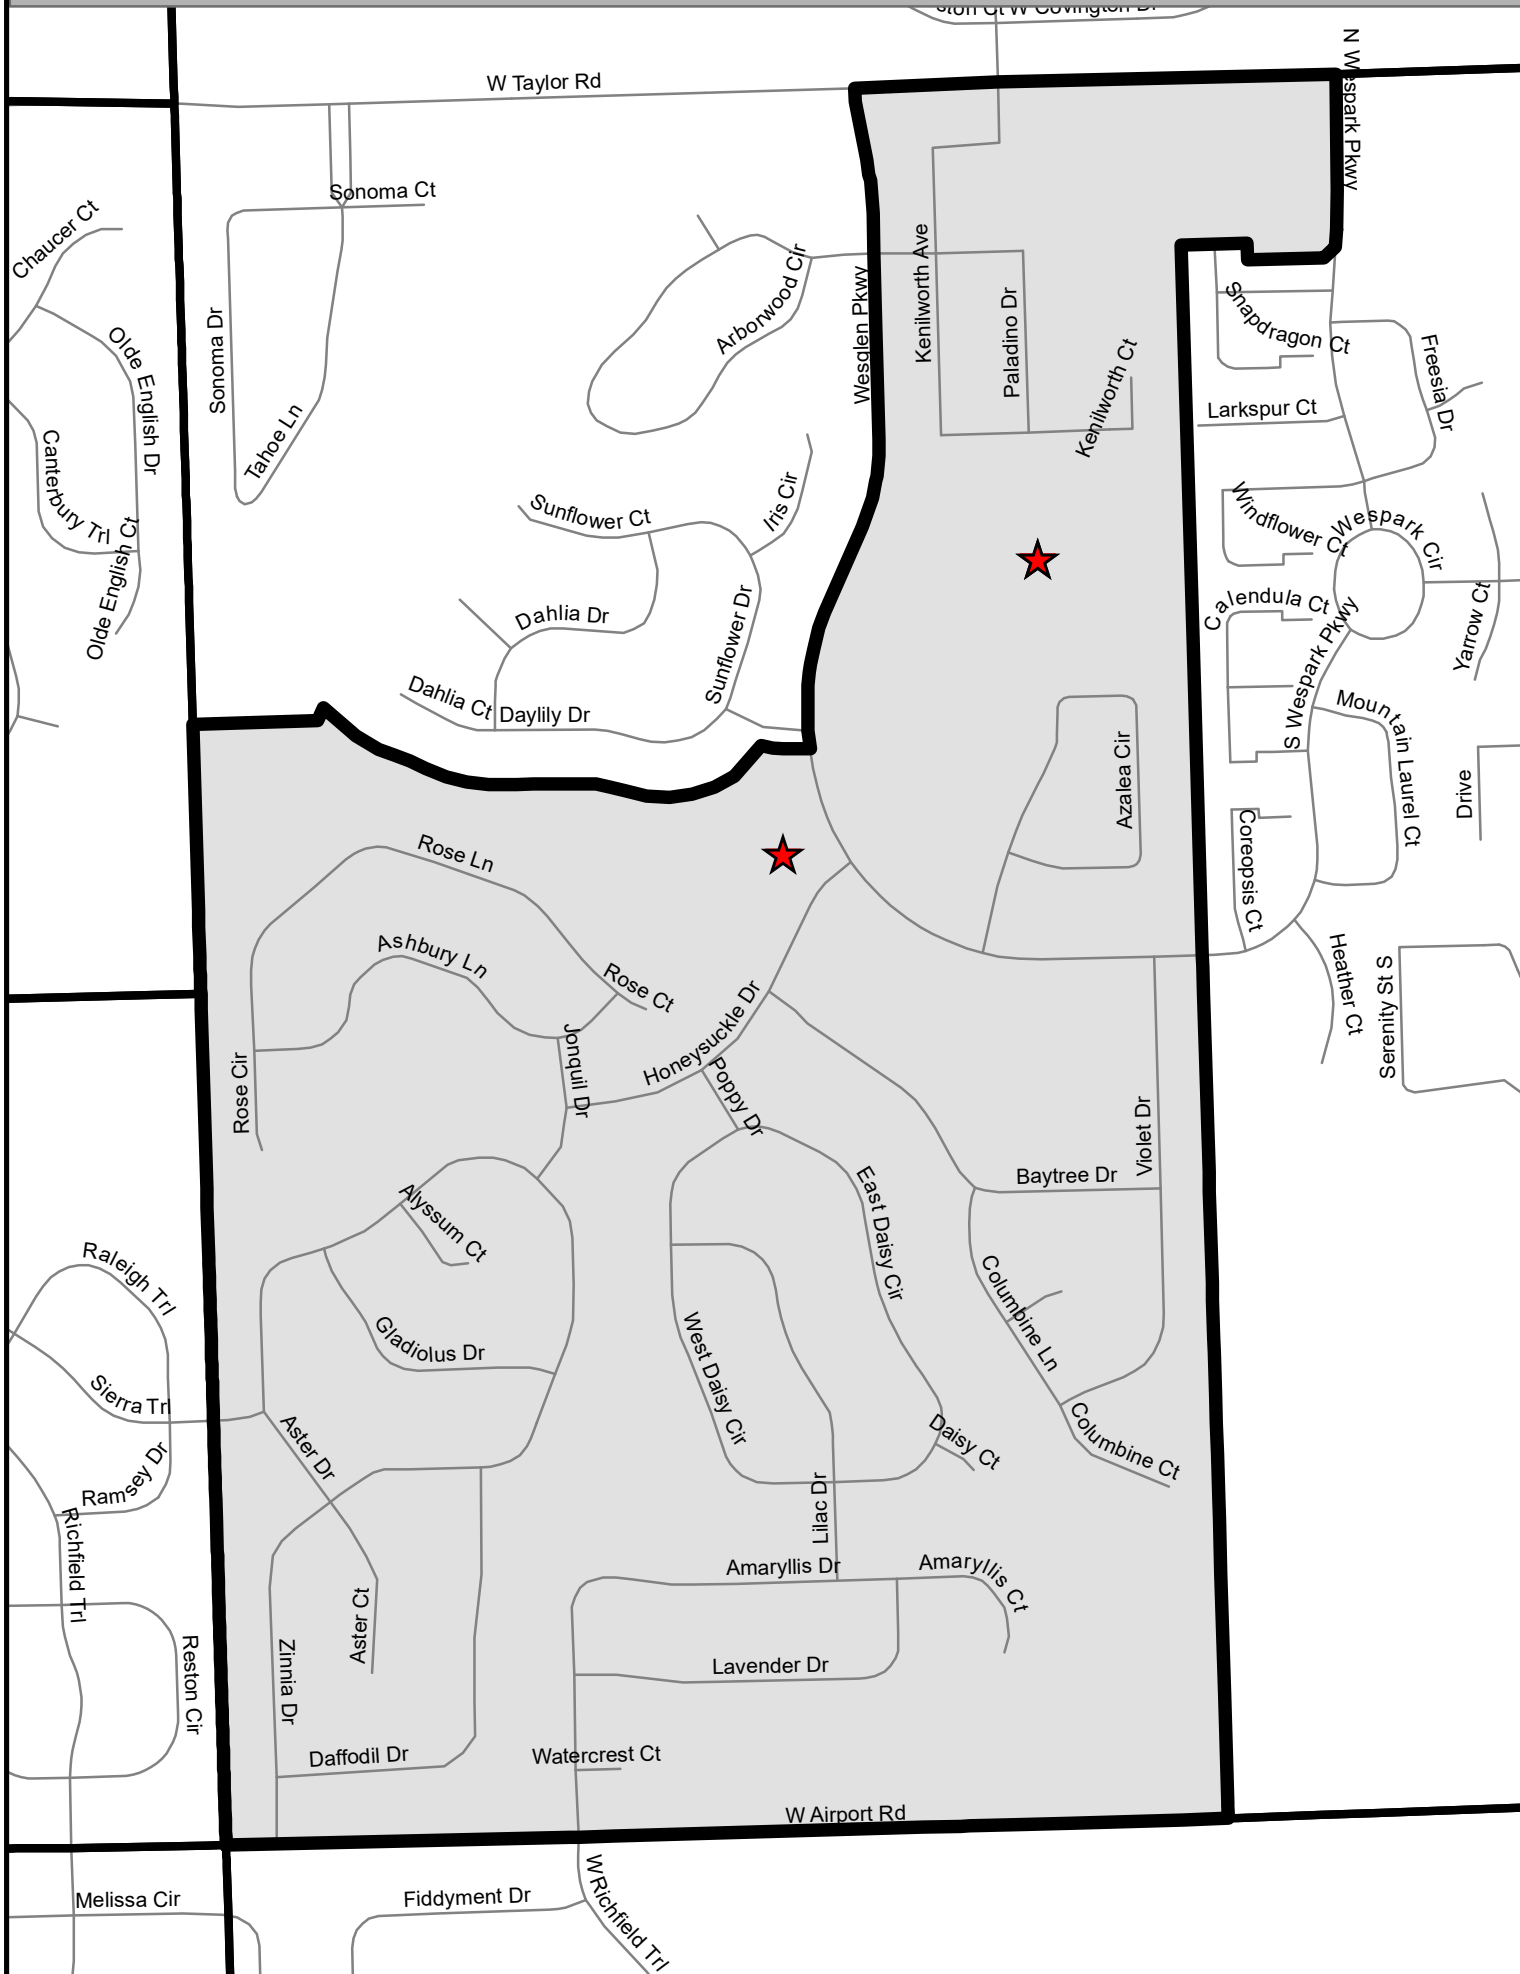 W Covington Dr
N Wespark Pkwy
W Taylor Rd
Sonoma Ct
Chaucer Ct
Arborwood Cir
Kenilworth Ave
Wesglen Pkwy
Paladino Dr
Snapdragon Ct
Sonoma Dr
Olde English Dr
Kenilworth Ct
Freesia Dr
Larkspur Ct
Tahoe Ln
Canterbury Trl
Iris Cir
Sunflower Ct
Windflower Ct
Wespark Cir
Olde English Ct
Dahlia Dr
Sunflower Dr
Calendula Ct
Yarrow Ct
S Wespark Pkwy
Dahlia Ct
Daylily Dr
Mountain Laurel Ct
Azalea Cir
Drive
Rose Ln
Coreopsis Ct
Ashbury Ln
Rose Ct
Heather Ct
Serenity St S
Honeysuckle Dr
Jonquil Dr
Rose Cir
Poppy Dr
Violet Dr
Baytree Dr
Alyssum Ct
East Daisy Cir
Raleigh Trl
Columbine Ln
Gladiolus Dr
West Daisy Cir
Sierra Trl
Aster Dr
Daisy Ct
Columbine Ct
Ramsey Dr
Lilac Dr
Richfield Trl
Amaryllis Dr
Amaryllis Ct
Aster Ct
Reston Cir
Zinnia Dr
Lavender Dr
Daffodil Dr
Watercrest Ct
W Airport Rd
Melissa Cir
Fiddyment Dr
W Richfield Trl